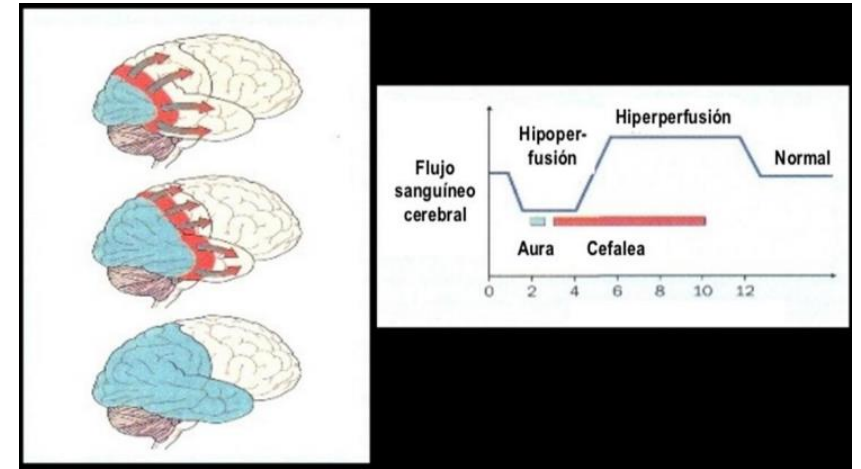 Hiperperfusión
Hipoper-
fusión
Normal
Flujo
sanguíneo
cerebral
Aura
Cefalea
0 2 4 6 8 10 12